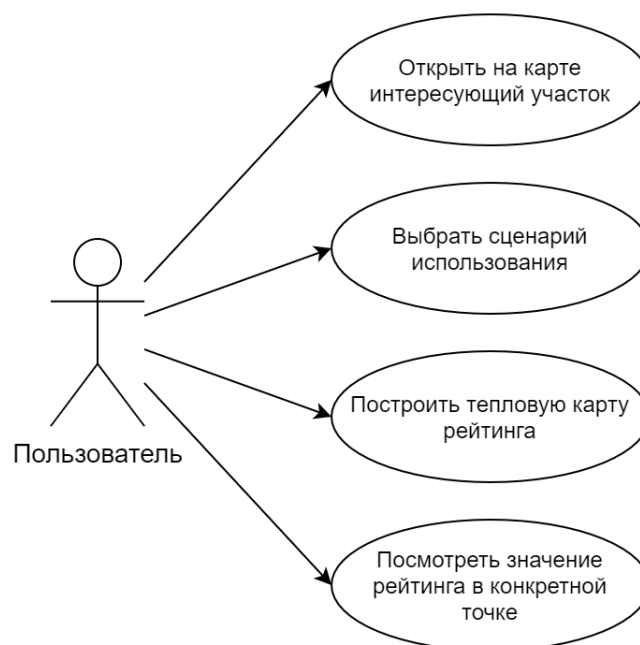 Открыть на карте
интересующий участок
Выбрать сценарий
использования
Построить тепловую карту
рейтинга
Пользователь
Посмотреть значение
рейтинга в конкретной
точке